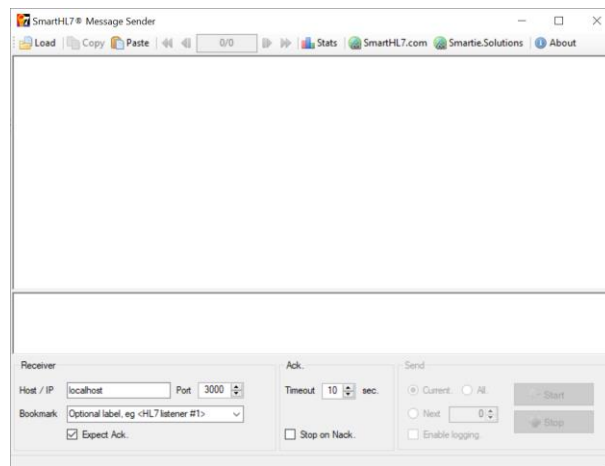 SmartHL7® Message Sender
Load Copy Paste 0/0 Stats SmartHL7.com Smartie.Solutions About
Receiver Ack. Send
Host / IP localhost Port 3000 Timeout 10 sec. Current. All.
Start
Bookmark Optional label, eg <HL7 listener #1> Next 0
Stop
Expect Ack. Stop on Nack. Enable logging.